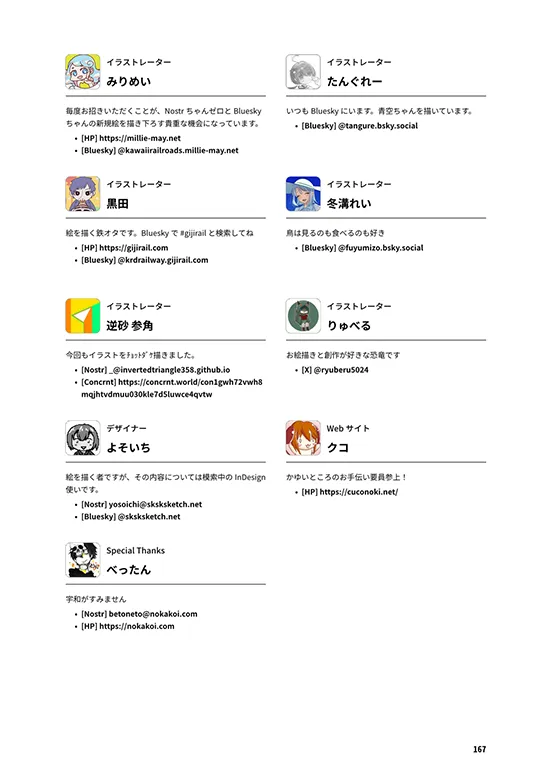 イラストレーター
みりめい
毎度お招きいただくことが、Nostr ちゃんゼロと Bluesky
ちゃんの新規絵を描き下ろす貴重な機会になっています。
• [HP] https://millie-may.net
• [Bluesky] @kawaiirailroads.millie-may.net
イラストレーター
たんぐれー
いつも Bluesky にいます。青空ちゃんを描いています。
• [Bluesky] @tangure.bsky.social
イラストレーター
黒田
絵を描く鉄オタです。Bluesky で #gijirail と検索してね
• [HP] https://gijirail.com
• [Bluesky] @krdrailway.gijirail.com
イラストレーター
冬溝れい
鳥は見るのも食べるのも好き
• [Bluesky] @fuyumizo.bsky.social
イラストレーター
逆砂 参角
今回もイラストをﾁｮｯﾄﾀﾞｹ描きました。
• [Nostr] _@invertedtriangle358.github.io
• [Concrnt] https://concrnt.world/con1gwh72vwh8
mqjhtvdmuu030kle7d5luwce4qvtw
イラストレーター
りゅべる
お絵描きと創作が好きな恐竜です
• [X] @ryuberu5024
デザイナー
よそいち
絵を描く者ですが、その内容については模索中の InDesign
使いです。
• [Nostr] yosoichi@sksksketch.net
• [Bluesky] @sksksketch.net
Web サイト
クコ
かゆいところのお手伝い要員参上！
• [HP] https://cuconoki.net/
Special Thanks
べったん
宇和がすみません
• [Nostr] betoneto@nokakoi.com
• [HP] https://nokakoi.com
167